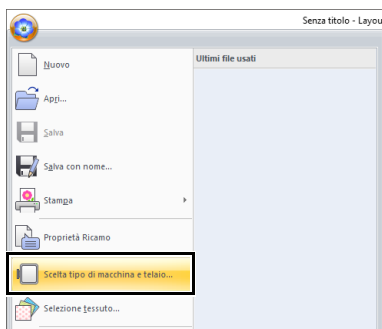 Senza titolo - Layou
Ultimi file usati
Nuovo
Apri...
Salva
Salva con nome...
Stampa
Proprietà Ricamo
Scelta tipo di macchina e telaio...
Selezione tessuto...